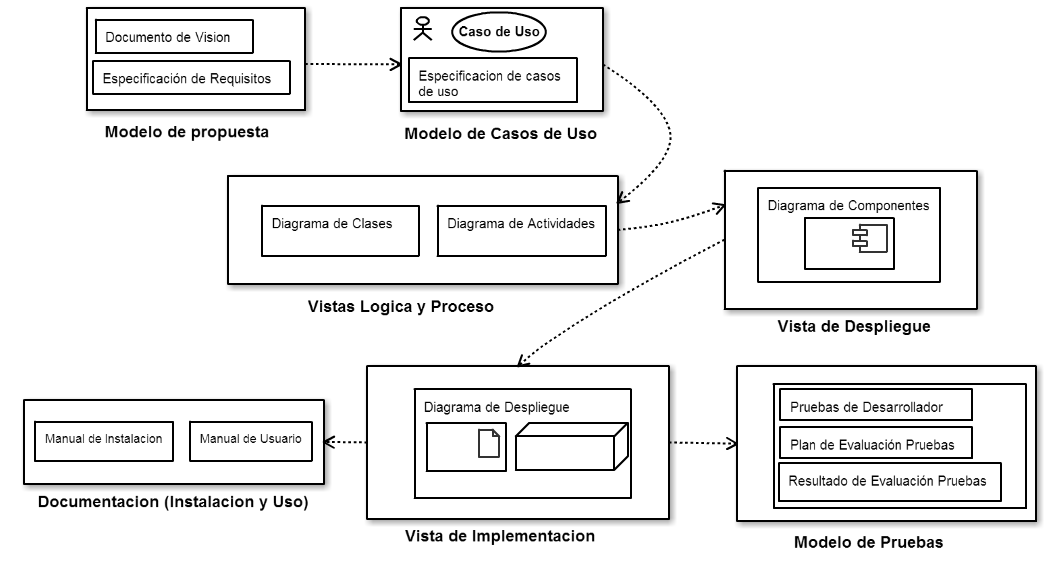 Documento de Vision
Especificación de Requisitos
Modelo de propuesta
Caso de Uso
Especificacion de casos
de uso
Modelo de Casos de Uso
Diagrama de Clases
Diagrama de Actividades
Vistas Logica y Proceso
Diagrama de Componentes
Vista de Despliegue
Manual de Instalacion
Manual de Usuario
Documentacion (Instalacion y Uso)
Diagrama de Despliegue
Vista de Implementacion
Pruebas de Desarrollador
Plan de Evaluación Pruebas
Resultado de Evaluación Pruebas
Modelo de Pruebas